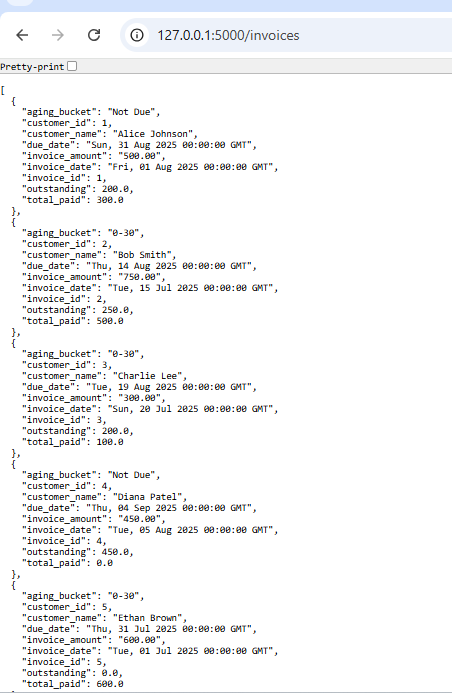 127.0.0.1:5000/invoices
Pretty-print
[
  {
    "aging_bucket": "Not Due",
    "customer_id": 1,
    "customer_name": "Alice Johnson",
    "due_date": "Sun, 31 Aug 2025 00:00:00 GMT",
    "invoice_amount": "500.00",
    "invoice_date": "Fri, 01 Aug 2025 00:00:00 GMT",
    "invoice_id": 1,
    "outstanding": 200.0,
    "total_paid": 300.0
  },
  {
    "aging_bucket": "0-30",
    "customer_id": 2,
    "customer_name": "Bob Smith",
    "due_date": "Thu, 14 Aug 2025 00:00:00 GMT",
    "invoice_amount": "750.00",
    "invoice_date": "Tue, 15 Jul 2025 00:00:00 GMT",
    "invoice_id": 2,
    "outstanding": 250.0,
    "total_paid": 500.0
  },
  {
    "aging_bucket": "0-30",
    "customer_id": 3,
    "customer_name": "Charlie Lee",
    "due_date": "Tue, 19 Aug 2025 00:00:00 GMT",
    "invoice_amount": "300.00",
    "invoice_date": "Sun, 20 Jul 2025 00:00:00 GMT",
    "invoice_id": 3,
    "outstanding": 200.0,
    "total_paid": 100.0
  },
  {
    "aging_bucket": "Not Due",
    "customer_id": 4,
    "customer_name": "Diana Patel",
    "due_date": "Thu, 04 Sep 2025 00:00:00 GMT",
    "invoice_amount": "450.00",
    "invoice_date": "Tue, 05 Aug 2025 00:00:00 GMT",
    "invoice_id": 4,
    "outstanding": 450.0,
    "total_paid": 0.0
  },
  {
    "aging_bucket": "0-30",
    "customer_id": 5,
    "customer_name": "Ethan Brown",
    "due_date": "Thu, 31 Jul 2025 00:00:00 GMT",
    "invoice_amount": "600.00",
    "invoice_date": "Tue, 01 Jul 2025 00:00:00 GMT",
    "invoice_id": 5,
    "outstanding": 0.0,
    "total_paid": 600.0